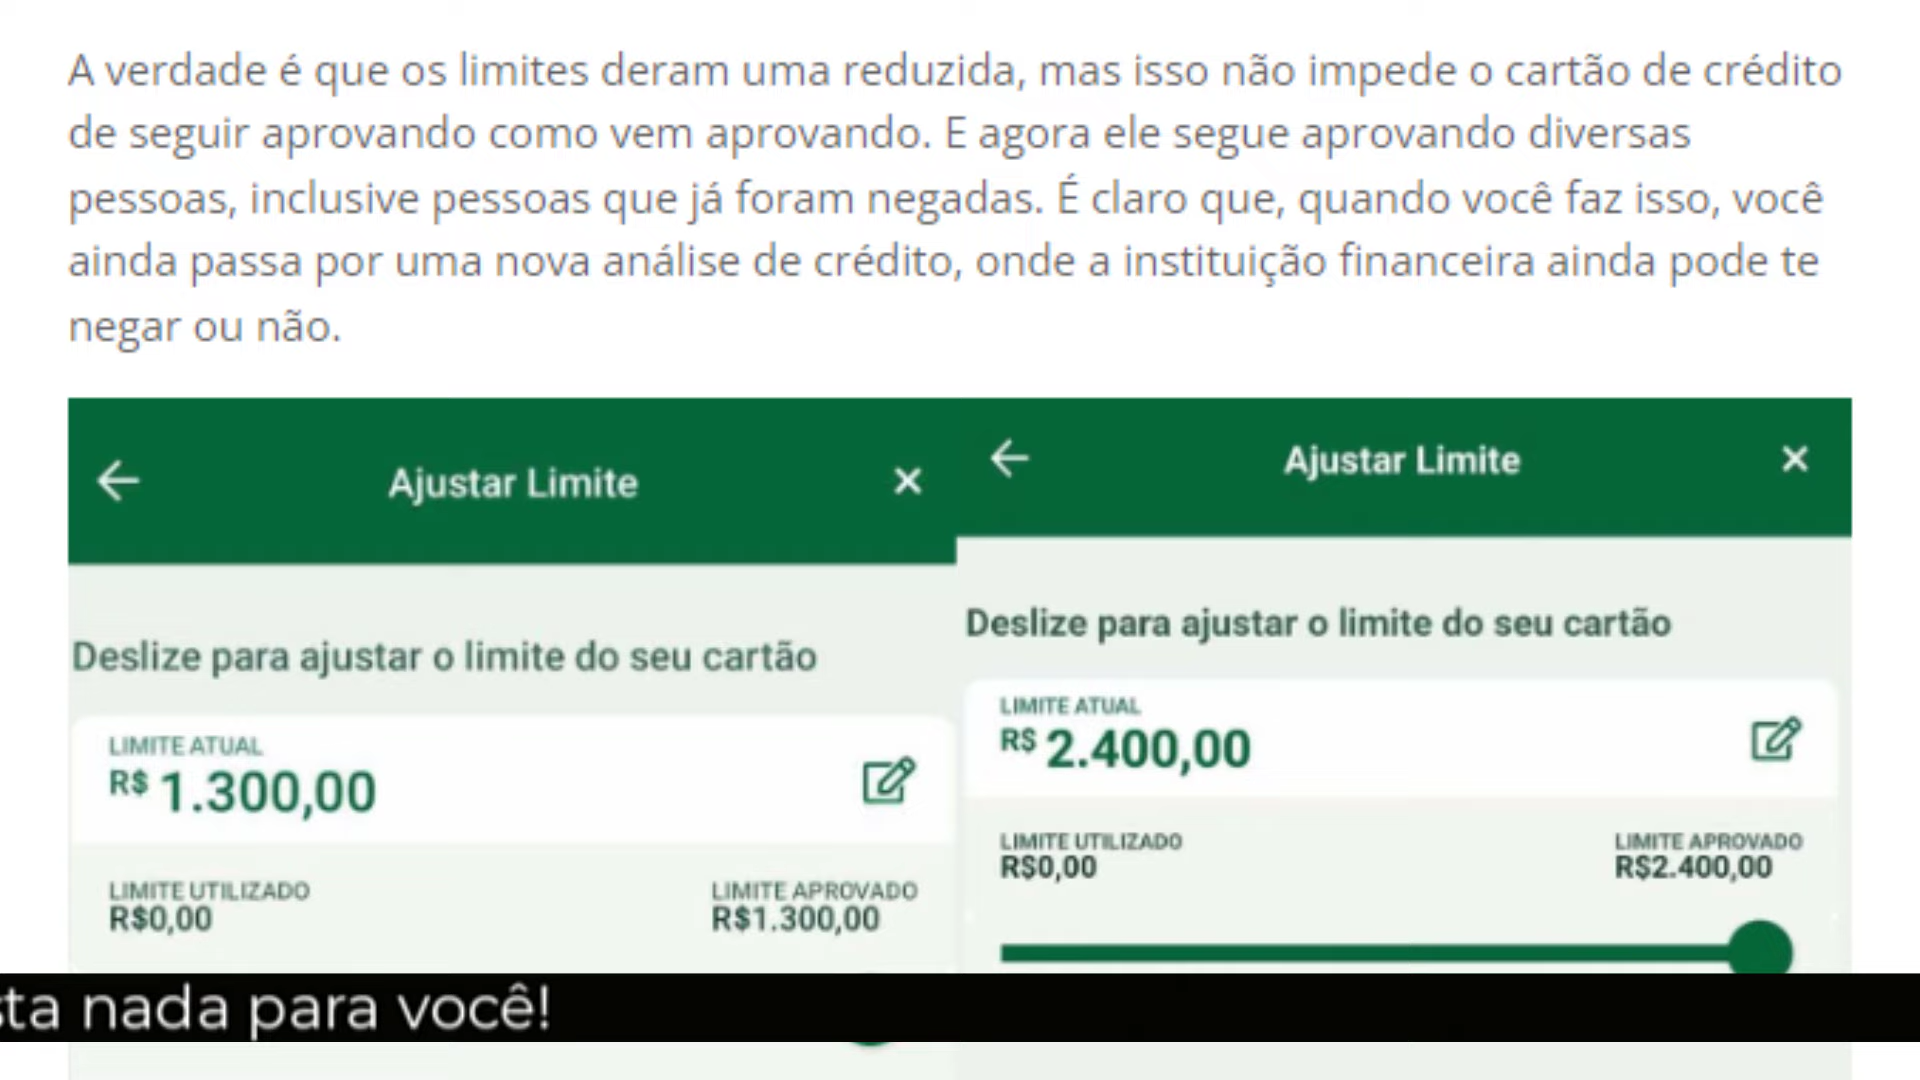 A verdade é que os limites deram uma reduzida, mas isso não impede o cartão de crédito
de seguir aprovando como vem aprovando. E agora ele segue aprovando diversas
pessoas, inclusive pessoas que já foram negadas. É claro que, quando você faz isso, você
ainda passa por uma nova análise de crédito, onde a instituição financeira ainda pode te
negar ou não.
Ajustar Limite
Deslize para ajustar o limite do seu cartão
LIMITE ATUAL
R$ 1.300,00
LIMITE UTILIZADO
R$0,00
LIMITE APROVADO
R$1.300,00
Ajustar Limite
Deslize para ajustar o limite do seu cartão
LIMITE ATUAL
R$ 2.400,00
LIMITE UTILIZADO
R$0,00
LIMITE APROVADO
R$2.400,00
nada para você!